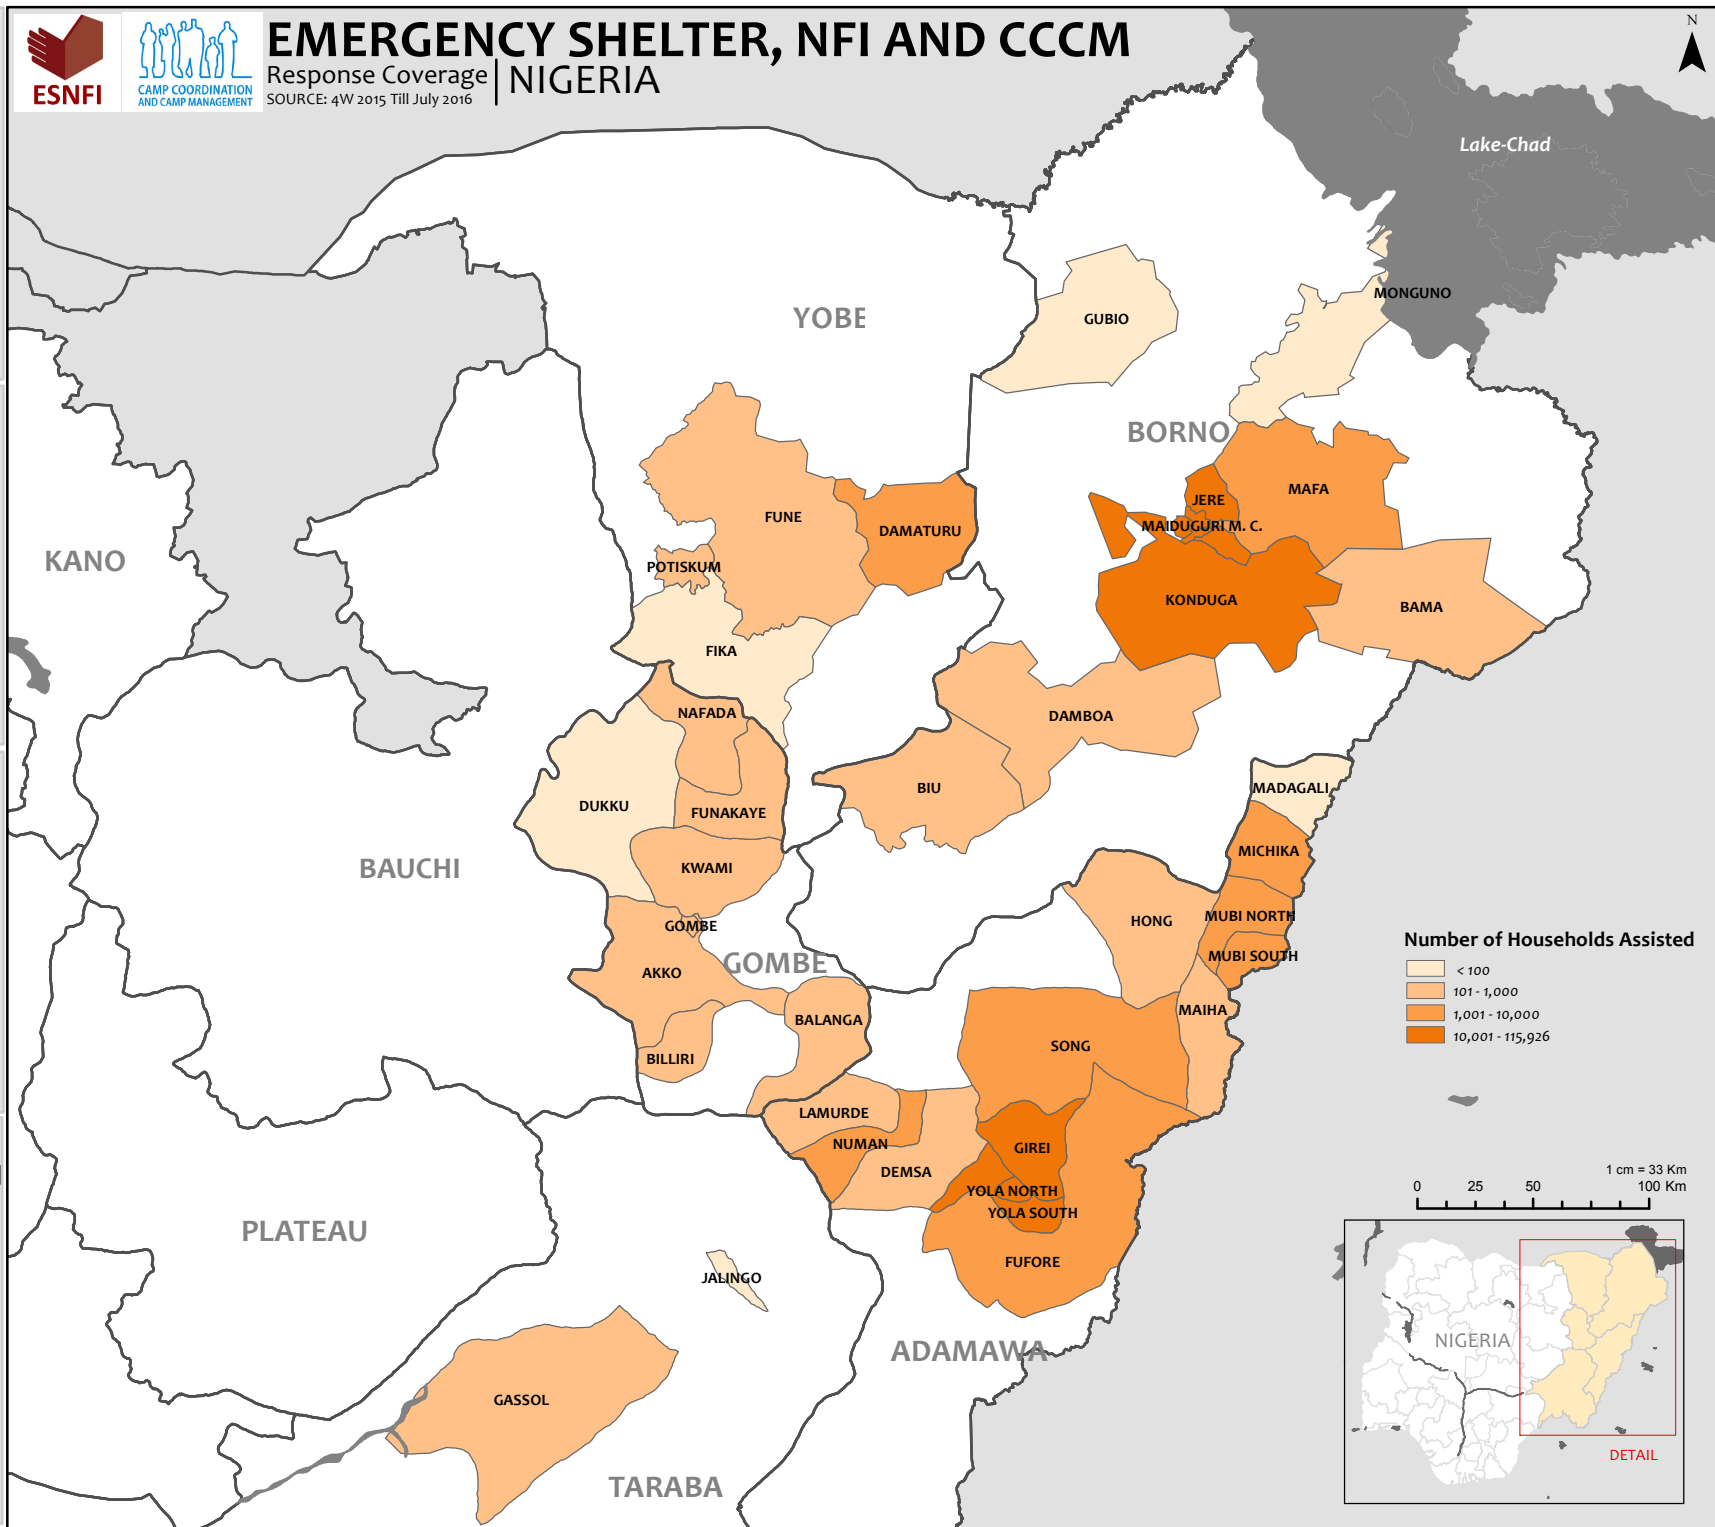 EMERGENCY SHELTER, NFI AND CCCM
Response Coverage | NIGERIA
SOURCE: 4W 2015 Till July 2016
ESNFI
CAMP COORDINATION
AND CAMP MANAGEMENT
N
Lake-Chad
YOBE
GUBIO
MONGUNO
BORNO
MAFA
JERE
MAIDUGURI M. C.
FUNE
DAMATURU
KANO
POTISKUM
KONDUGA
BAMA
FIKA
NAFADA
DAMBOA
DUKKU
FUNAKAYE
BIU
MADAGALI
MICHIKA
BAUCHI
KWAMI
HONG
MUBI NORTH
GOMBE
MUBI SOUTH
AKKO
GOMBE
MAIHA
BALANGA
SONG
BILLIRI
LAMURDE
NUMAN
GIREI
DEMSA
YOLA NORTH
YOLA SOUTH
PLATEAU
FUFORE
JALINGO
ADAMAWA
GASSOL
TARABA
Number of Households Assisted
< 100
101 - 1,000
1,001 - 10,000
10,001 - 115,926
1 cm = 33 Km
0 25 50 100 Km
NIGERIA
DETAIL